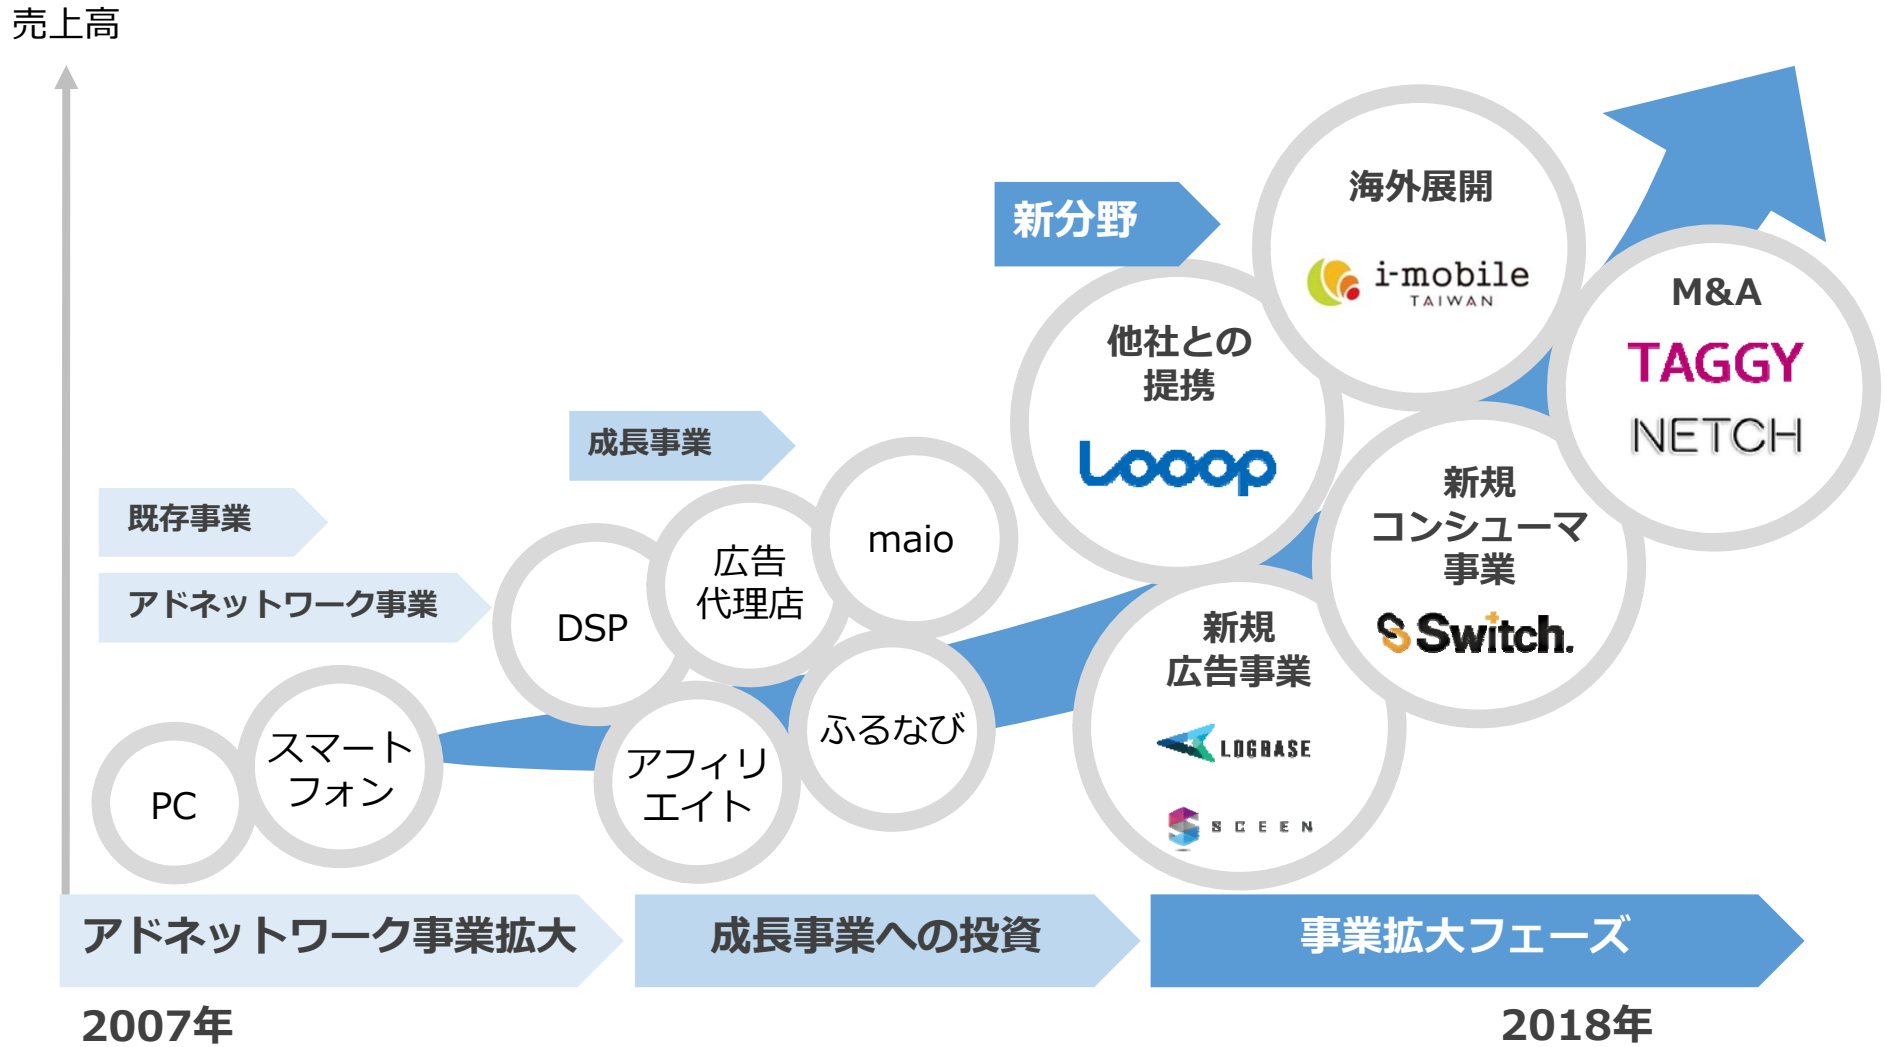 売上高
新分野
海外展開
i-mobile
TAIWAN
M&A
TAGGY
NETCH
他社との
提携
Looop
成長事業
既存事業
アドネットワーク事業
DSP
広告
代理店
maio
新規
コンシューマ
事業
Switch.
新規
広告事業
LOGBASE
SCEEN
PC
スマート
フォン
アフィリ
エイト
ふるなび
アドネットワーク事業拡大
成長事業への投資
事業拡大フェーズ
2007年
2018年